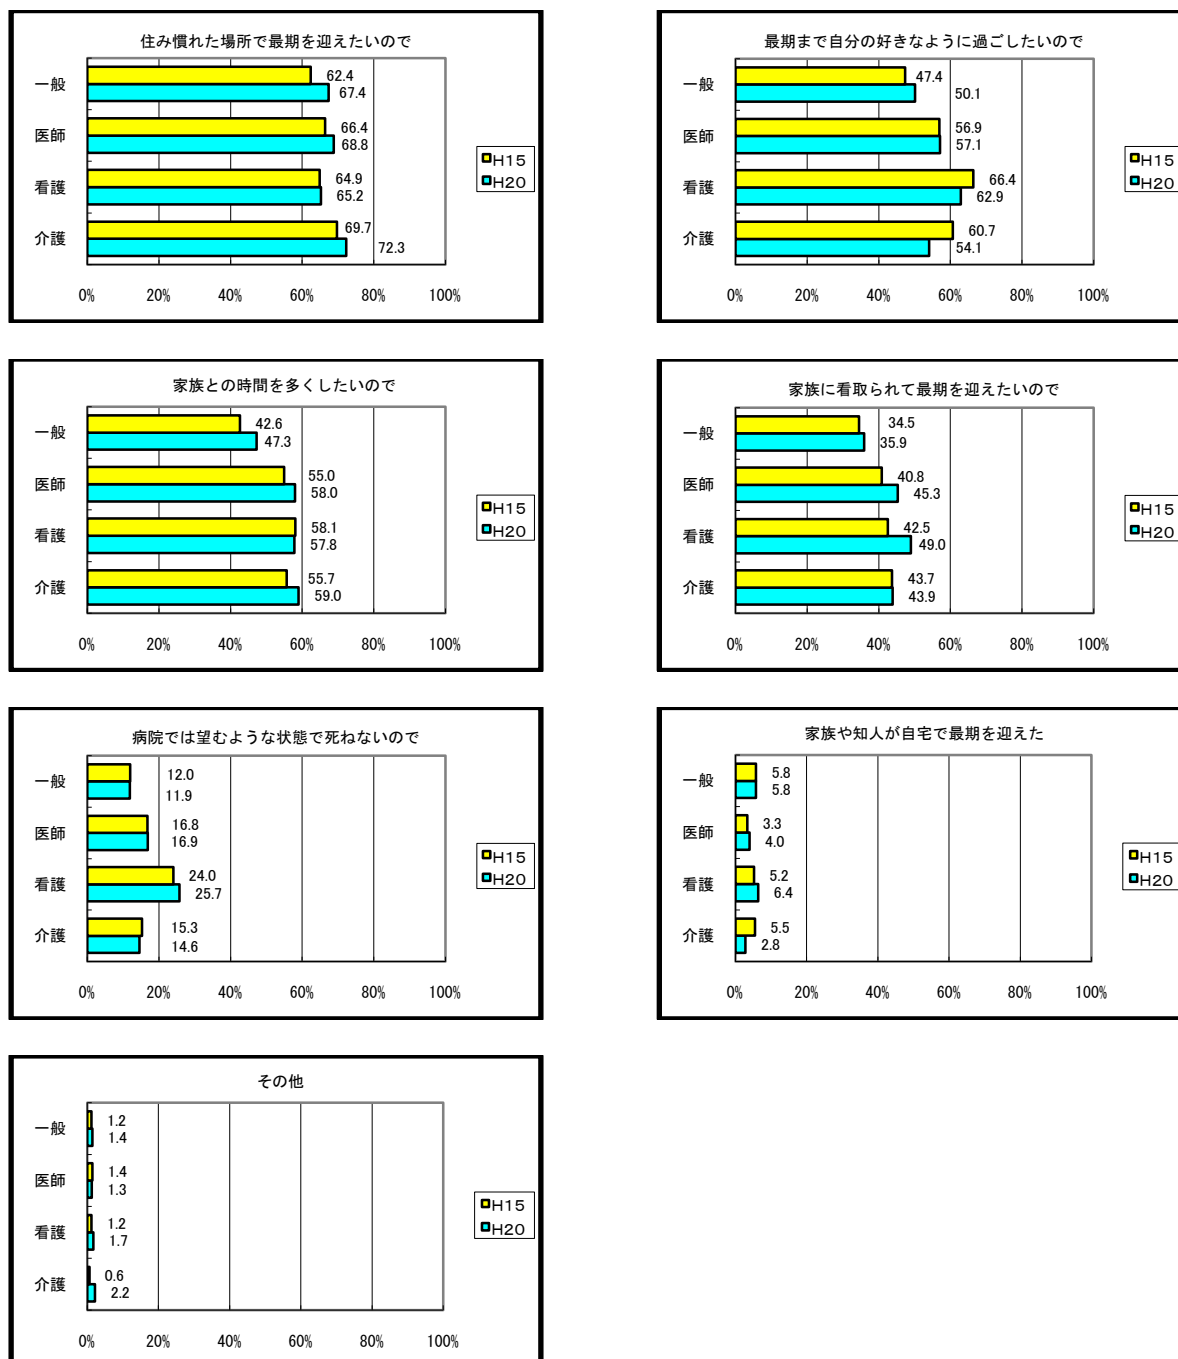 住み慣れた場所で最期を迎えたいので
一般
62.4
67.4
医師
66.4
68.8
看護
64.9
65.2
介護
69.7
72.3
H15
H20
0% 20% 40% 60% 80% 100%
最期まで自分の好きなように過ごしたいので
一般
47.4
50.1
医師
56.9
57.1
看護
66.4
62.9
介護
60.7
54.1
H15
H20
0% 20% 40% 60% 80% 100%
家族との時間を多くしたいので
一般
42.6
47.3
医師
55.0
58.0
看護
58.1
57.8
介護
55.7
59.0
H15
H20
0% 20% 40% 60% 80% 100%
家族に看取られて最期を迎えたいので
一般
34.5
35.9
医師
40.8
45.3
看護
42.5
49.0
介護
43.7
43.9
H15
H20
0% 20% 40% 60% 80% 100%
病院では望むような状態で死ねないので
一般
12.0
11.9
医師
16.8
16.9
看護
24.0
25.7
介護
15.3
14.6
H15
H20
0% 20% 40% 60% 80% 100%
家族や知人が自宅で最期を迎えた
一般
5.8
5.8
医師
3.3
4.0
看護
5.2
6.4
介護
5.5
2.8
H15
H20
0% 20% 40% 60% 80% 100%
その他
一般
1.2
1.4
医師
1.4
1.3
看護
1.2
1.7
介護
0.6
2.2
H15
H20
0% 20% 40% 60% 80% 100%